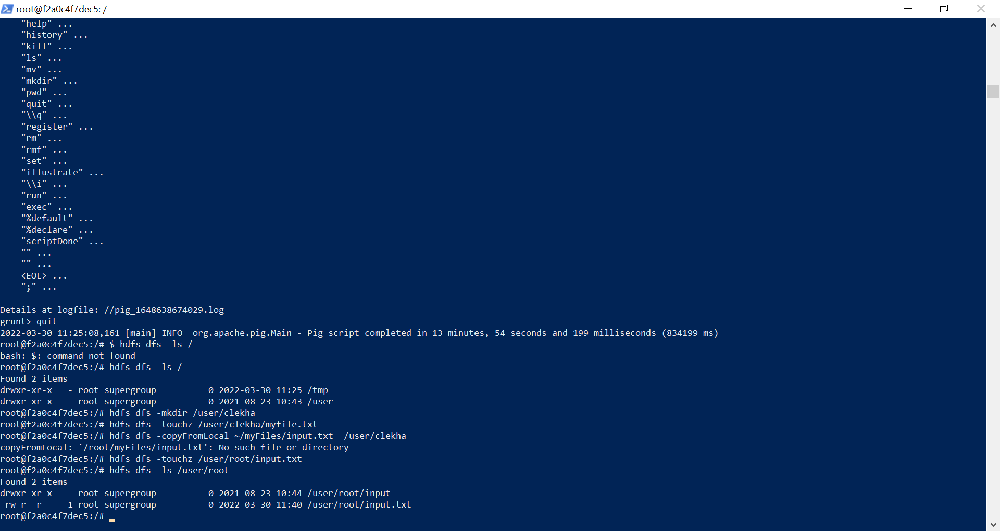 root@f2a0c4f7dec5: /
"help" ...
"history" ...
"kill" ...
"ls" ...
"mv" ...
"mkdir" ...
"pwd" ...
"quit" ...
"\\q" ...
"register" ...
"rm" ...
"rmf" ...
"set" ...
"illustrate" ...
"\\i" ...
"run" ...
"exec" ...
"%default" ...
"%declare" ...
"scriptDone" ...
"" ...
"" ...
<EOL> ...
";" ...
Details at logfile: //pig_1648638674029.log
grunt> quit
2022-03-30 11:25:08,161 [main] INFO  org.apache.pig.Main - Pig script completed in 13 minutes, 54 seconds and 199 milliseconds (834199 ms)
root@f2a0c4f7dec5:/# $ hdfs dfs -ls /
bash: $: command not found
root@f2a0c4f7dec5:/# hdfs dfs -ls /
Found 2 items
drwxr-xr-x   - root supergroup          0 2022-03-30 11:25 /tmp
drwxr-xr-x   - root supergroup          0 2021-08-23 10:43 /user
root@f2a0c4f7dec5:/# hdfs dfs -mkdir /user/clekha
root@f2a0c4f7dec5:/# hdfs dfs -touchz /user/clekha/myfile.txt
root@f2a0c4f7dec5:/# hdfs dfs -copyFromLocal ~/myFiles/input.txt  /user/clekha
copyFromLocal: `/root/myFiles/input.txt': No such file or directory
root@f2a0c4f7dec5:/# hdfs dfs -touchz /user/root/input.txt
root@f2a0c4f7dec5:/# hdfs dfs -ls /user/root
Found 2 items
drwxr-xr-x   - root supergroup          0 2021-08-23 10:44 /user/root/input
-rw-r--r--   1 root supergroup          0 2022-03-30 11:40 /user/root/input.txt
root@f2a0c4f7dec5:/#